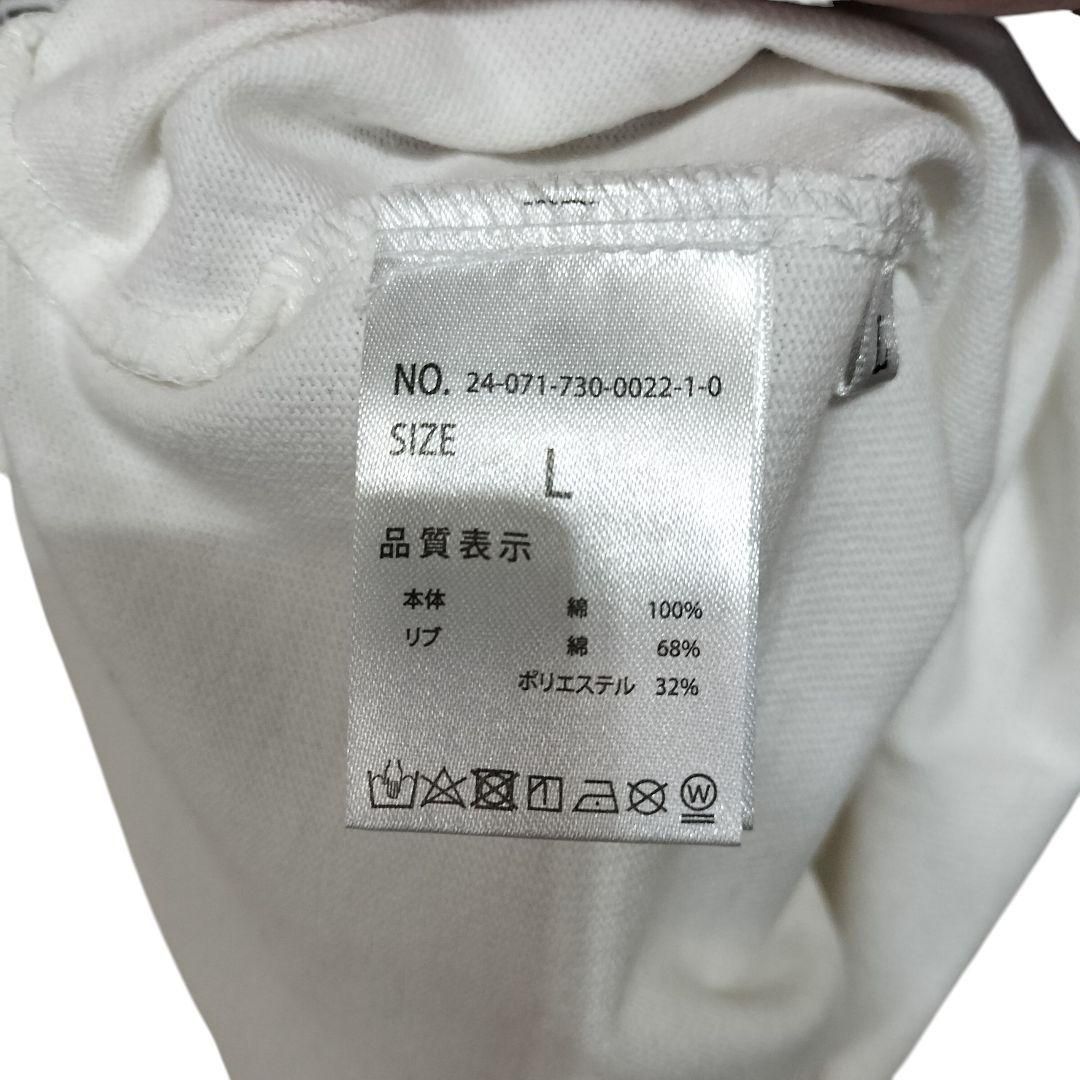 NO. 24-071-730-0022-1-0
SIZE
L
品質表示
本体 綿 100%
リブ 綿 68%
ポリエステル 32%
W